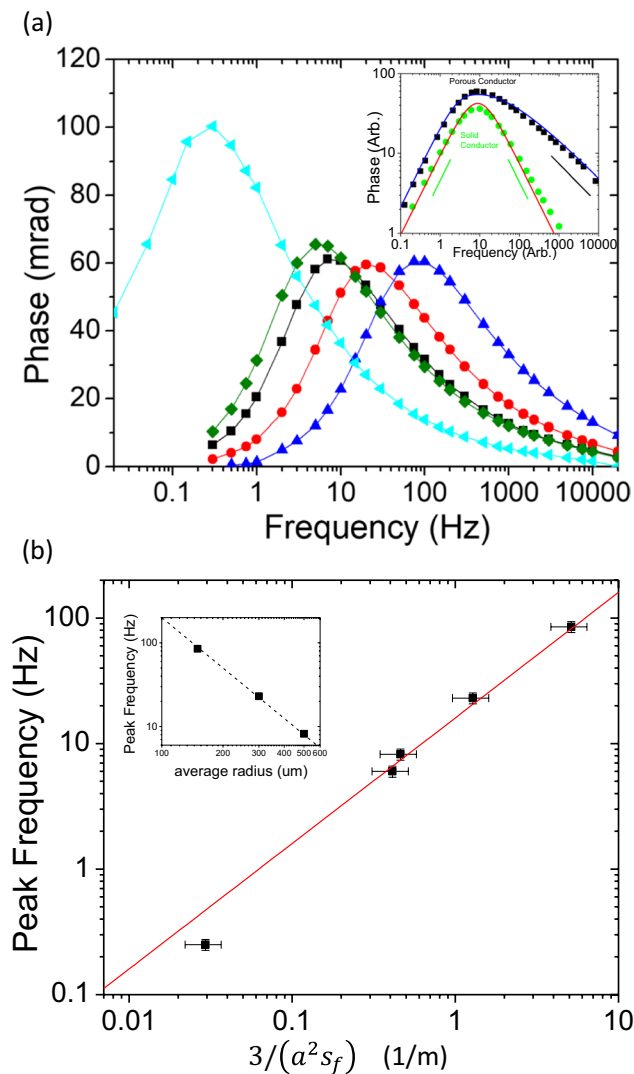 (a)
120
100
80
60
40
20
0
Phase (mrad)
0.1 1 10 100 1000 10000
Frequency (Hz)
100
10
1
Phase (Arb.)
Porous Conductor
Solid
Conductor
0.1 1 10 100 1000 10000
Frequency (Arb.)
(b)
100
10
1
0.1
Peak Frequency (Hz)
0.01 0.1 1 10
3/(a²s_f) (1/m)
100
10
Peak Frequency (Hz)
100 200 300 400 500 600
average radius (um)